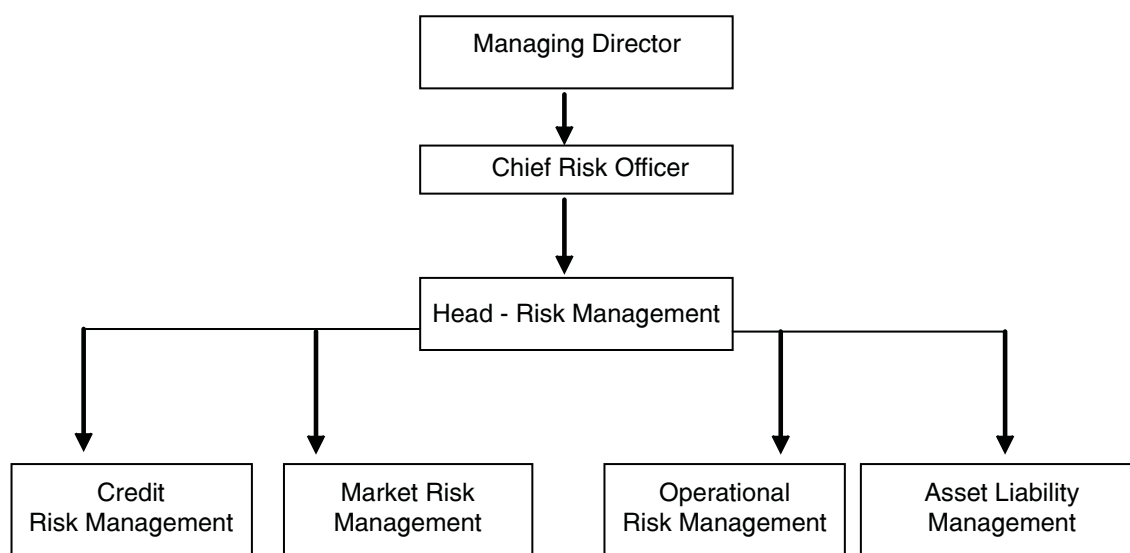 Managing Director
Chief Risk Officer
Head - Risk Management
Credit
Risk Management
Market Risk
Management
Operational
Risk Management
Asset Liability
Management